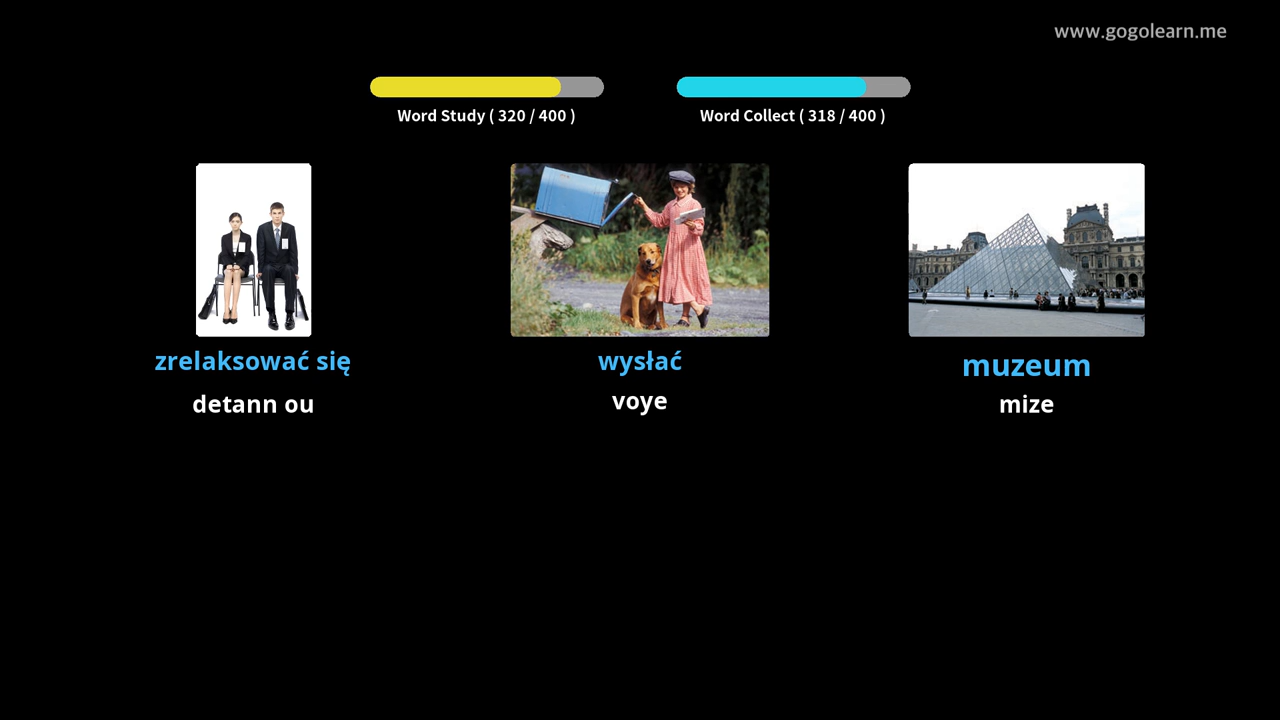 www.gogolearn.me
Word Study ( 320 / 400 )
Word Collect ( 318 / 400 )
zrelaksować się
detann ou
wysłać
voye
muzeum
mize